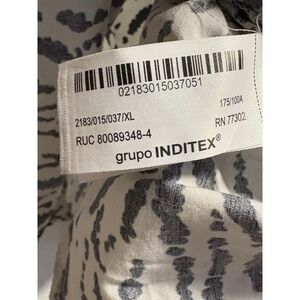 02183015037051
2183/015/037/XL 175/100A
RUC 80089348-4 RN 77302
grupo INDITEX®